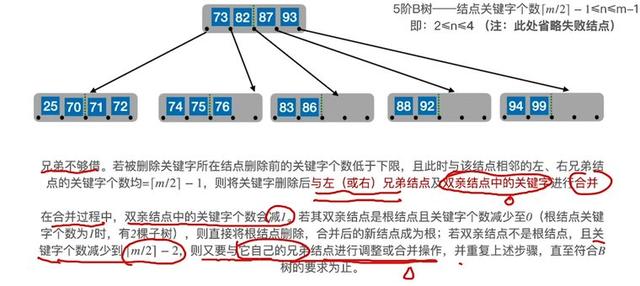 73 82 87 93
5阶B树——结点关键字个数⌈m/2⌉－1≤n≤m-1
即：2≤n≤4 （注：此处省略失败结点）
25 70 71 72 74 75 76 83 86 88 92 94 99
兄弟不够借。若被删除关键字所在结点删除前的关键字个数低于下限，且此时与该结点相邻的左、右兄弟结
点的关键字个数均=⌈m/2⌉－1，则将关键字删除后与左（或右）兄弟结点及双亲结点中的关键字进行合并
在合并过程中，双亲结点中的关键字个数会减1。若其双亲结点是根结点且关键字个数减少至0（根结点关键
字个数为1时，有2棵子树），则直接将根结点删除，合并后的新结点成为根；若双亲结点不是根结点，且关
键字个数减少到⌈m/2⌉－2，则又要与它自己的兄弟结点进行调整或合并操作，并重复上述步骤，直至符合B
树的要求为止。